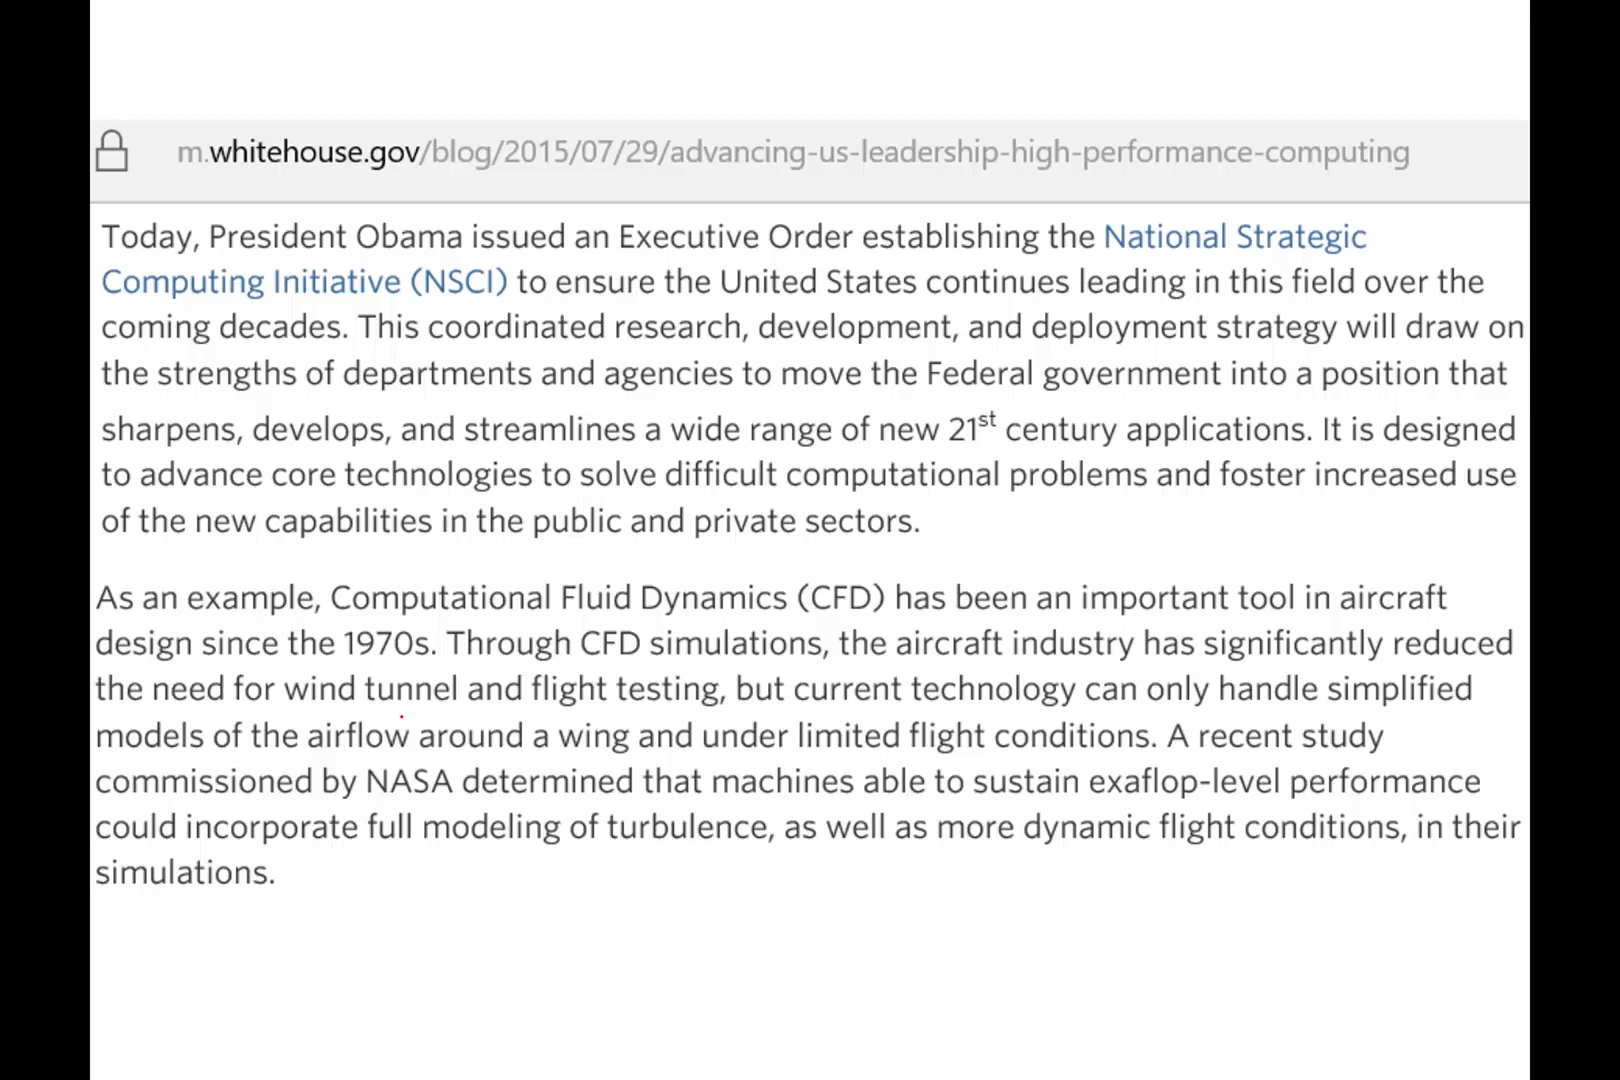 m.whitehouse.gov/blog/2015/07/29/advancing-us-leadership-high-performance-computing
Today, President Obama issued an Executive Order establishing the National Strategic
Computing Initiative (NSCI) to ensure the United States continues leading in this field over the
coming decades. This coordinated research, development, and deployment strategy will draw on
the strengths of departments and agencies to move the Federal government into a position that
sharpens, develops, and streamlines a wide range of new 21st century applications. It is designed
to advance core technologies to solve difficult computational problems and foster increased use
of the new capabilities in the public and private sectors.
As an example, Computational Fluid Dynamics (CFD) has been an important tool in aircraft
design since the 1970s. Through CFD simulations, the aircraft industry has significantly reduced
the need for wind tunnel and flight testing, but current technology can only handle simplified
models of the airflow around a wing and under limited flight conditions. A recent study
commissioned by NASA determined that machines able to sustain exaflop-level performance
could incorporate full modeling of turbulence, as well as more dynamic flight conditions, in their
simulations.